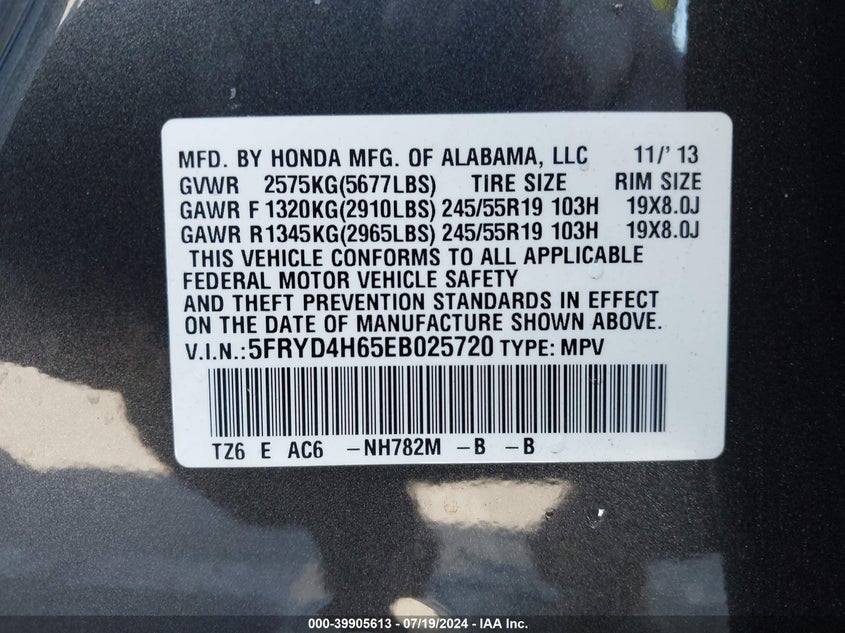 MFD. BY HONDA MFG. OF ALABAMA, LLC 11/' 13
GVWR 2575KG(5677LBS) TIRE SIZE RIM SIZE
GAWR F 1320KG(2910LBS) 245/55R19 103H 19X8.0J
GAWR R1345KG(2965LBS) 245/55R19 103H 19X8.0J
THIS VEHICLE CONFORMS TO ALL APPLICABLE
FEDERAL MOTOR VEHICLE SAFETY
AND THEFT PREVENTION STANDARDS IN EFFECT
ON THE DATE OF MANUFACTURE SHOWN ABOVE.
V.I.N.:5FRYD4H65EB025720 TYPE: MPV
TZ6 E AC6 –NH782M –B –B
000-39905613 - 07/19/2024 - IAA Inc.